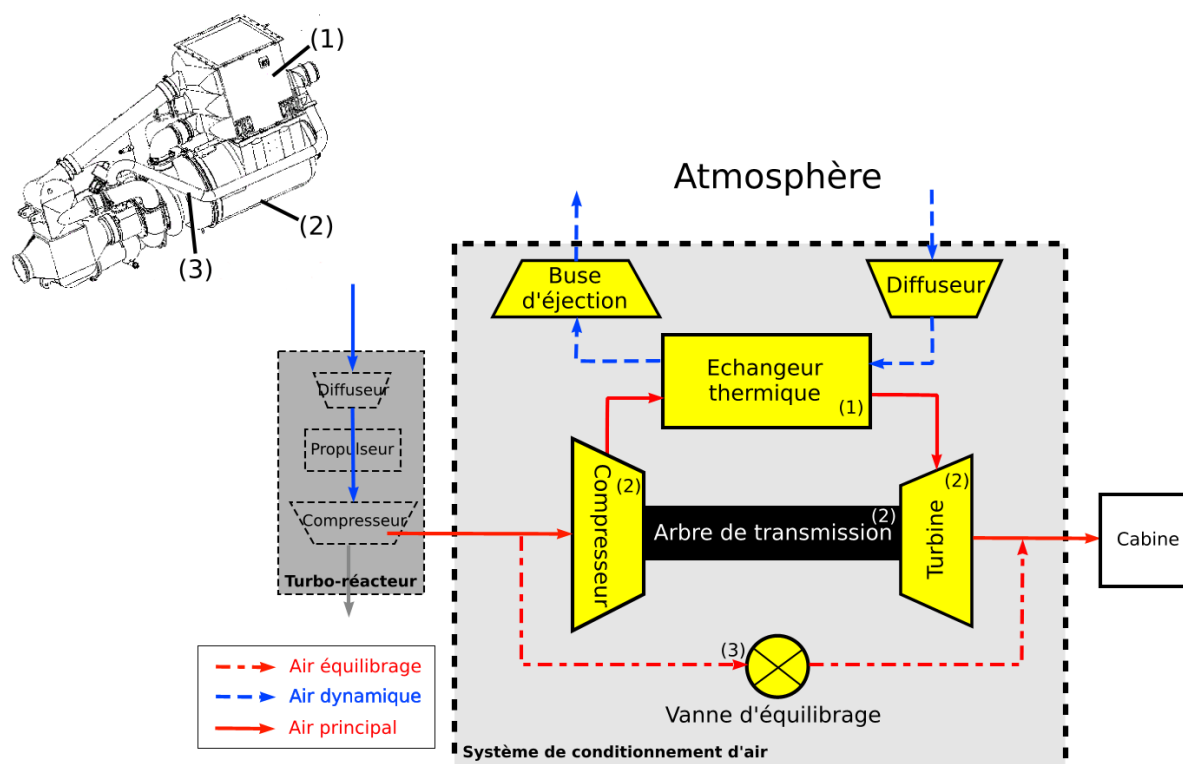 (1)
(2)
(3)
Atmosphère
Buse
d'éjection
Diffuseur
Echangeur
thermique
(1)
Diffuseur
Propulseur
Compresseur
Turbo-réacteur
Compresseur
(2)
Arbre de transmission
(2)
Turbine
(2)
Cabine
(3)
Vanne d'équilibrage
Air équilibrage
Air dynamique
Air principal
Système de conditionnement d'air